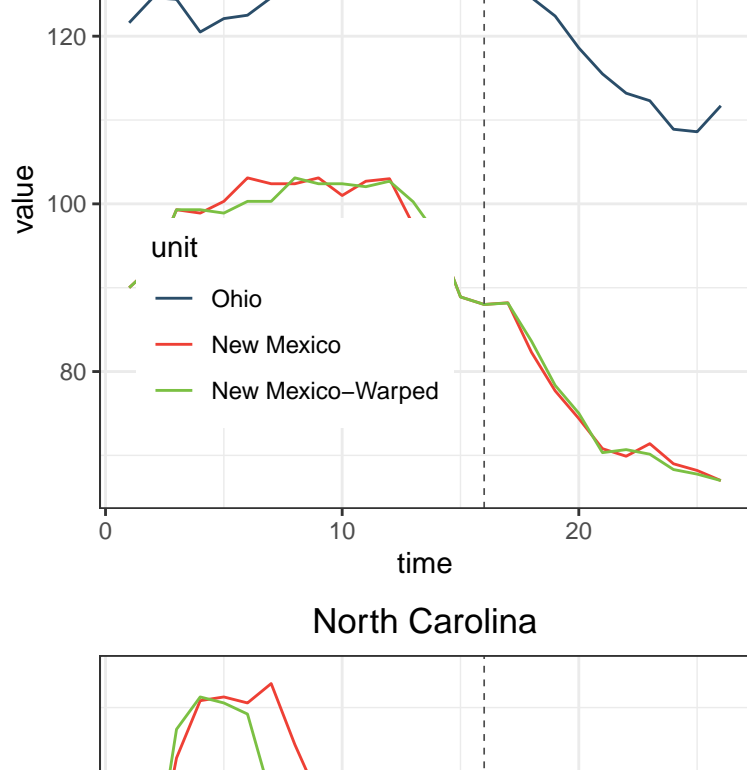 120
value
100
unit
Ohio
New Mexico
80
New Mexico−Warped
0 10 20
time
North Carolina